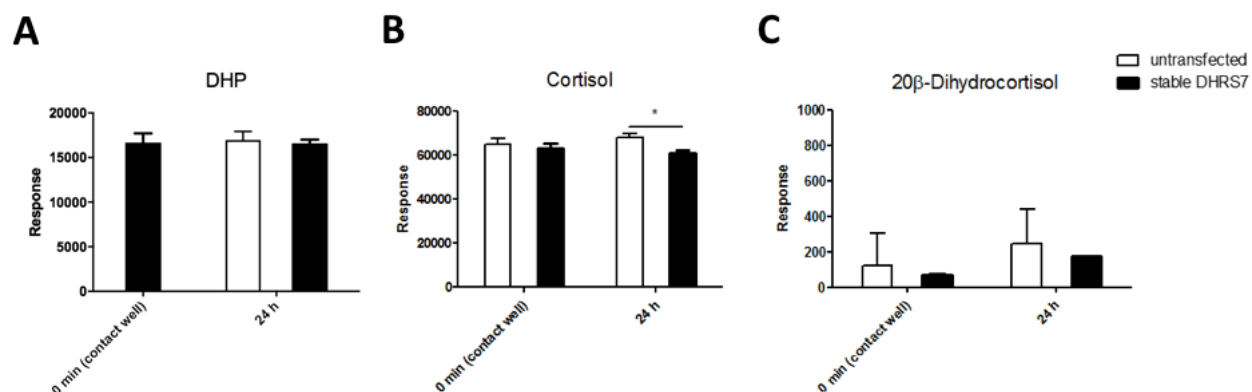 A
B
C
untransfected
stable DHRS7
DHP
Cortisol
20β-Dihydrocortisol
Response
20000
15000
10000
5000
0
0 min (contact well)
24 h
Response
80000
60000
40000
20000
0
*
0 min (contact well)
24 h
Response
1000
800
600
400
200
0
0 min (contact well)
24 h